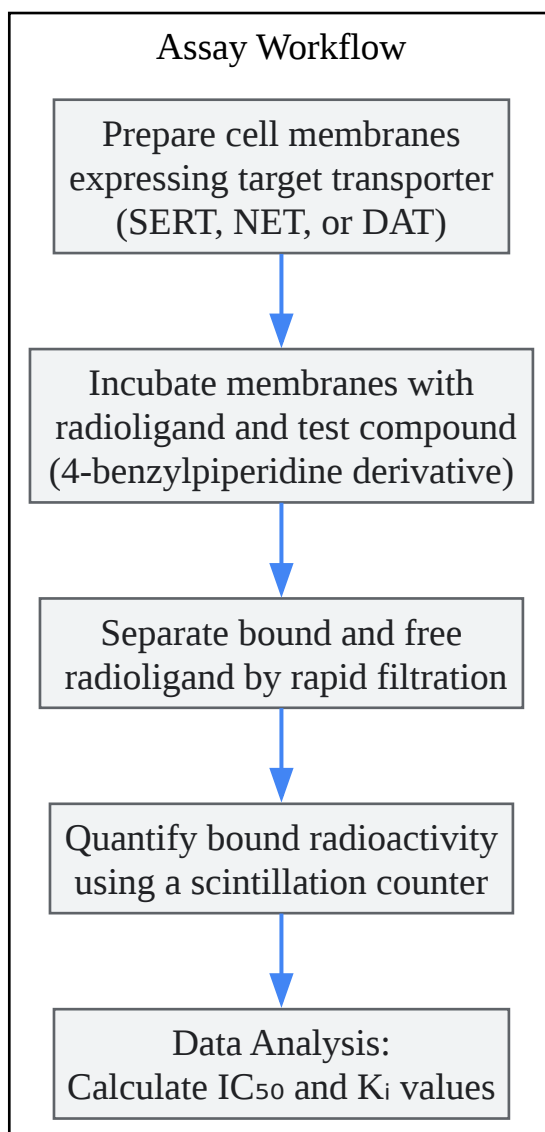 Assay Workflow
Prepare cell membranes
expressing target transporter
(SERT, NET, or DAT)
Incubate membranes with
radioligand and test compound
(4-benzylpiperidine derivative)
Separate bound and free
radioligand by rapid filtration
Quantify bound radioactivity
using a scintillation counter
Data Analysis:
Calculate IC₅₀ and Kᵢ values